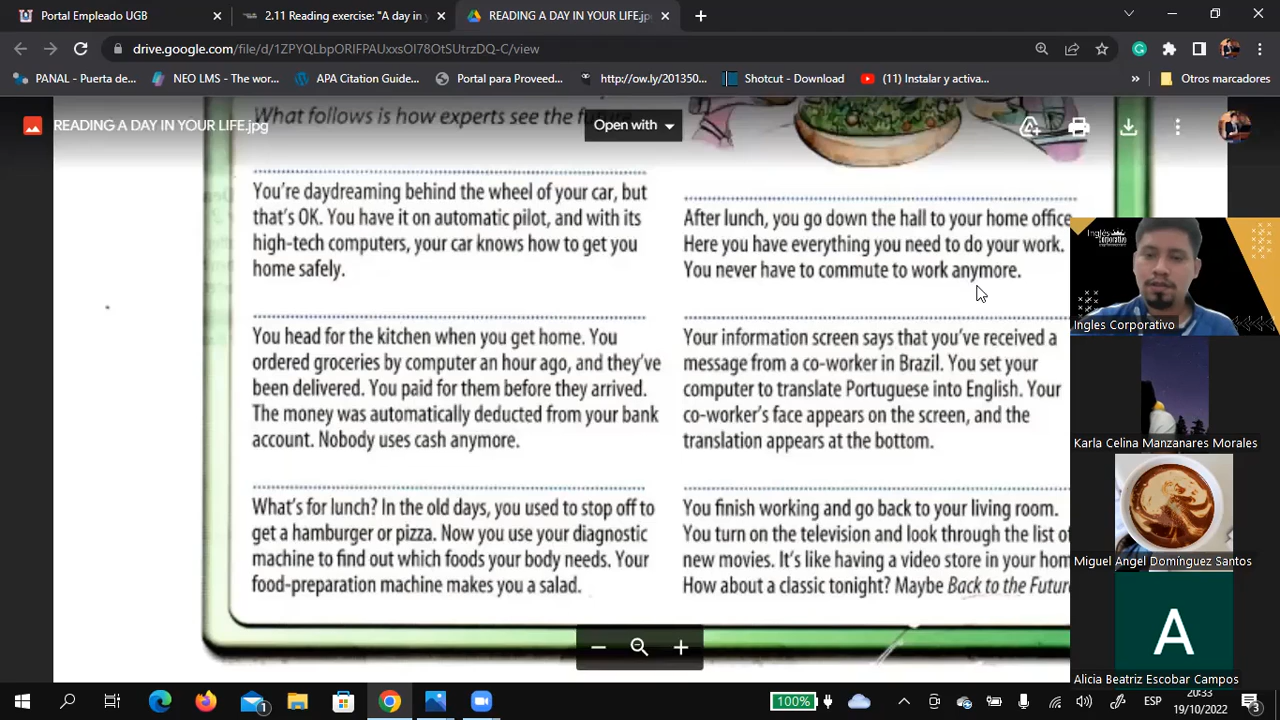 Portal Empleo UGB
2.11 Reading exercise: "A day in y
READING A DAY IN YOUR LIFE.jpg
drive.google.com/file/d/1ZPYQLbpORIFPAUxxsOI78OtSUtrzDQ-C/view
PANAL - Puerta de...
NEO LMS - The wor...
APA Citation Guide...
Portal para Proveed...
http://ow.ly/201350...
Shotcut - Download
(11) Instalar y activa...
»
Otros marcadores
What follows is how experts see the
READING A DAY IN YOUR LIFE.jpg
Open with
You're daydreaming behind the wheel of your car, but
that's OK. You have it on automatic pilot, and with its
high-tech computers, your car knows how to get you
home safely.
You head for the kitchen when you get home. You
ordered groceries by computer an hour ago, and they've
been delivered. You paid for them before they arrived.
The money was automatically deducted from your bank
account. Nobody uses cash anymore.
What's for lunch? In the old days, you used to stop off to
get a hamburger or pizza. Now you use your diagnostic
machine to find out which foods your body needs. Your
food-preparation machine makes you a salad.
After lunch, you go down the hall to your home office.
Here you have everything you need to do your work.
You never have to commute to work anymore.
Your information screen says that you've received a
message from a co-worker in Brazil. You set your
computer to translate Portuguese into English. Your
co-worker's face appears on the screen, and the
translation appears at the bottom.
You finish working and go back to your living room.
You turn on the television and look through the list of
new movies. It's like having a video store in your hom
How about a classic tonight? Maybe Back to the Futur
Inglés
Corporativo
Ingles Corporativo
Karla Celina Manzanares Morales
Miguel Angel Domínguez Santos
A
Alicia Beatriz Escobar Campos
1
100%
ESP
20:33
19/10/2022
3